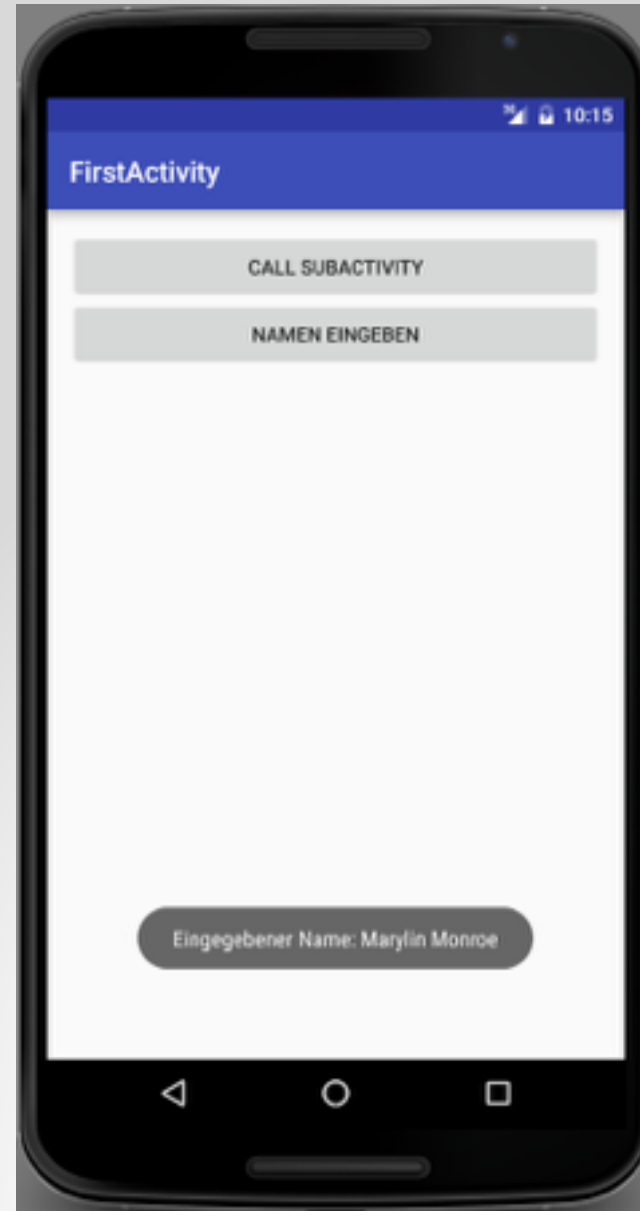 10:15
FirstActivity
CALL SUBACTIVITY
NAMEN EINGEBEN
Eingegebener Name: Marylin Monroe